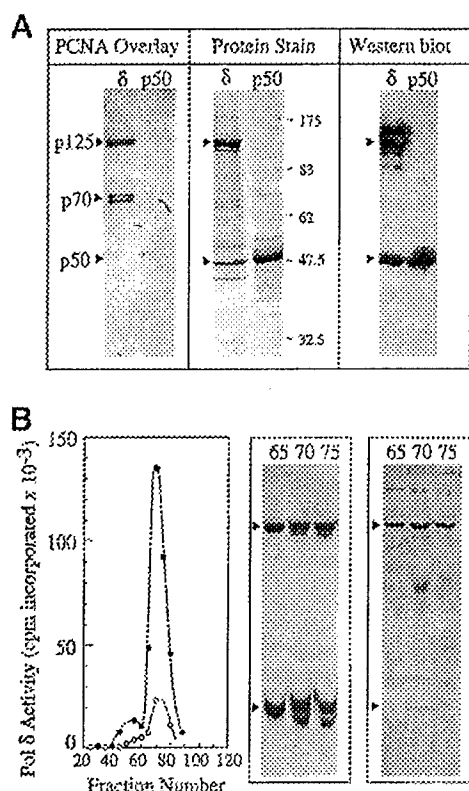 A
PCNA Overlay
Protein Stain
Western blot
δ p50
δ p50
δ p50
p125
p70
p50
175
83
62
47.5
32.5
B
Pol δ Activity (cpm incorporated x 10⁻³)
150
100
50
0
20 40 60 80 100 120
Fraction Number
65 70 75
65 70 75